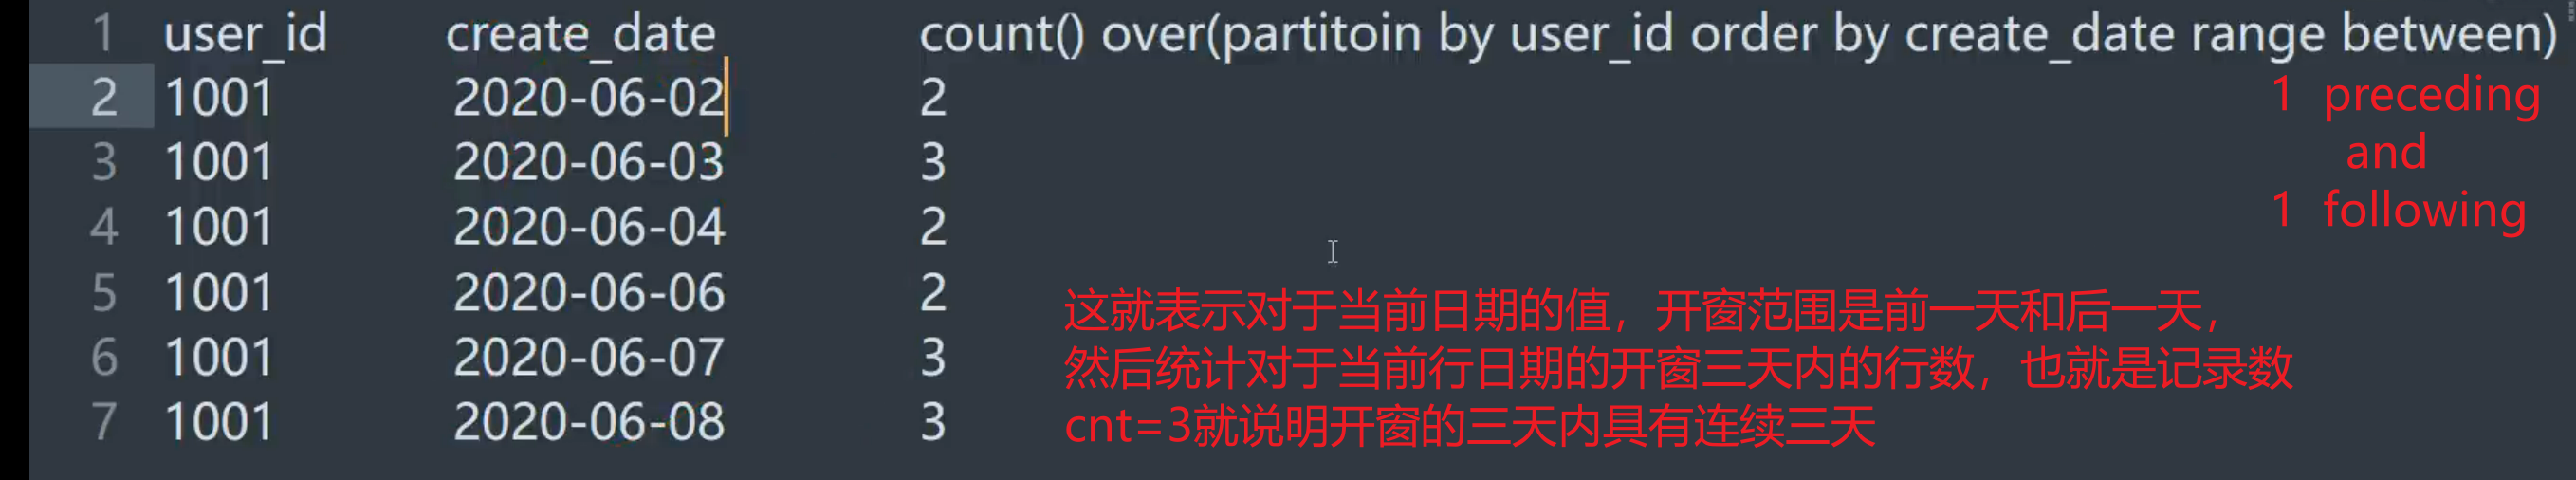 1 user_id create_date count() over(partitoin by user_id order by create_date range between)
2 1001 2020-06-02 2 1 preceding
and
3 1001 2020-06-03 3
4 1001 2020-06-04 2 1 following
5 1001 2020-06-06 2 这就表示对于当前日期的值，开窗范围是前一天和后一天，
6 1001 2020-06-07 3 然后统计对于当前行日期的开窗三天内的行数，也就是记录数
7 1001 2020-06-08 3 cnt=3就说明开窗的三天内具有连续三天